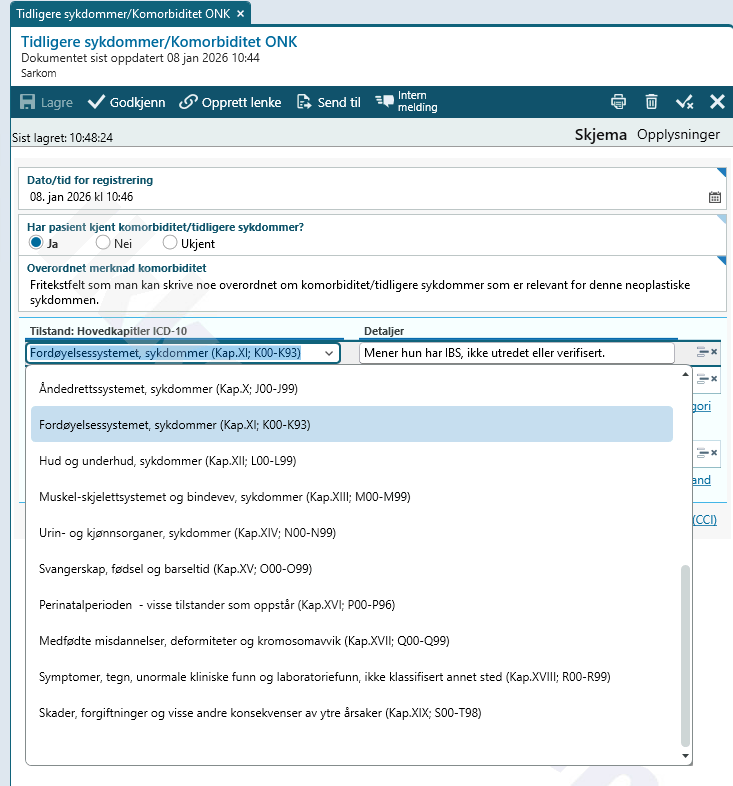 Tidligere sykdommer/Komorbiditet ONK ×
Tidligere sykdommer/Komorbiditet ONK
Dokumentet sist oppdatert 08 jan 2026 10:44
Sarkom
Lagre Godkjenn Opprett lenke Send til Intern
melding
Sist lagret: 10:48:24
Skjema Opplysninger
Dato/tid for registrering
08. jan 2026 kl 10:46
Har pasient kjent komorbiditet/tidligere sykdommer?
Ja Nei Ukjent
Overordnet merknad komorbiditet
Fritekstfelt som man kan skrive noe overordnet om komorbiditet/tidligere sykdommer som er relevant for denne neoplastiske
sykdommen.
Tilstand: Hovedkapitler ICD-10 Detaljer
Fordøyelsessystemet, sykdommer (Kap.XI; K00-K93) Mener hun har IBS, ikke utredet eller verifisert.
Åndedrettssystemet, sykdommer (Kap.X; J00-J99)
Fordøyelsessystemet, sykdommer (Kap.XI; K00-K93)
gori
Hud og underhud, sykdommer (Kap.XII; L00-L99)
and
Muskel-skjelettsystemet og bindevev, sykdommer (Kap.XIII; M00-M99)
(CCI)
Urin- og kjønnsorganer, sykdommer (Kap.XIV; N00-N99)
Svangerskap, fødsel og barseltid (Kap.XV; O00-O99)
Perinatalperioden - visse tilstander som oppstår (Kap.XVI; P00-P96)
Medfødte misdannelser, deformiteter og kromosomavvik (Kap.XVII; Q00-Q99)
Symptomer, tegn, unormale kliniske funn og laboratoriefunn, ikke klassifisert annet sted (Kap.XVIII; R00-R99)
Skader, forgiftninger og visse andre konsekvenser av ytre årsaker (Kap.XIX; S00-T98)